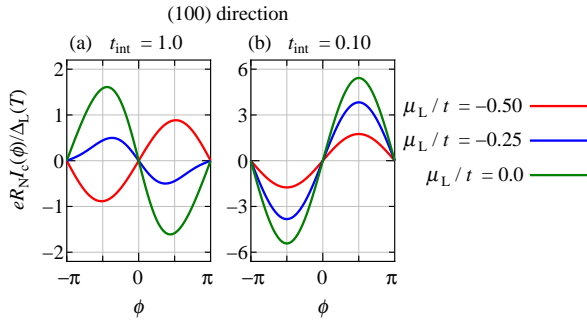 (100) direction
(a) t_int = 1.0
(b) t_int = 0.10
eR_N I_c(ϕ)/Δ_L(T)
2
1
0
−1
−2
−π 0 π
ϕ
6
3
0
−3
−6
−π 0 π
ϕ
μ_L / t = −0.50
μ_L / t = −0.25
μ_L / t = 0.0